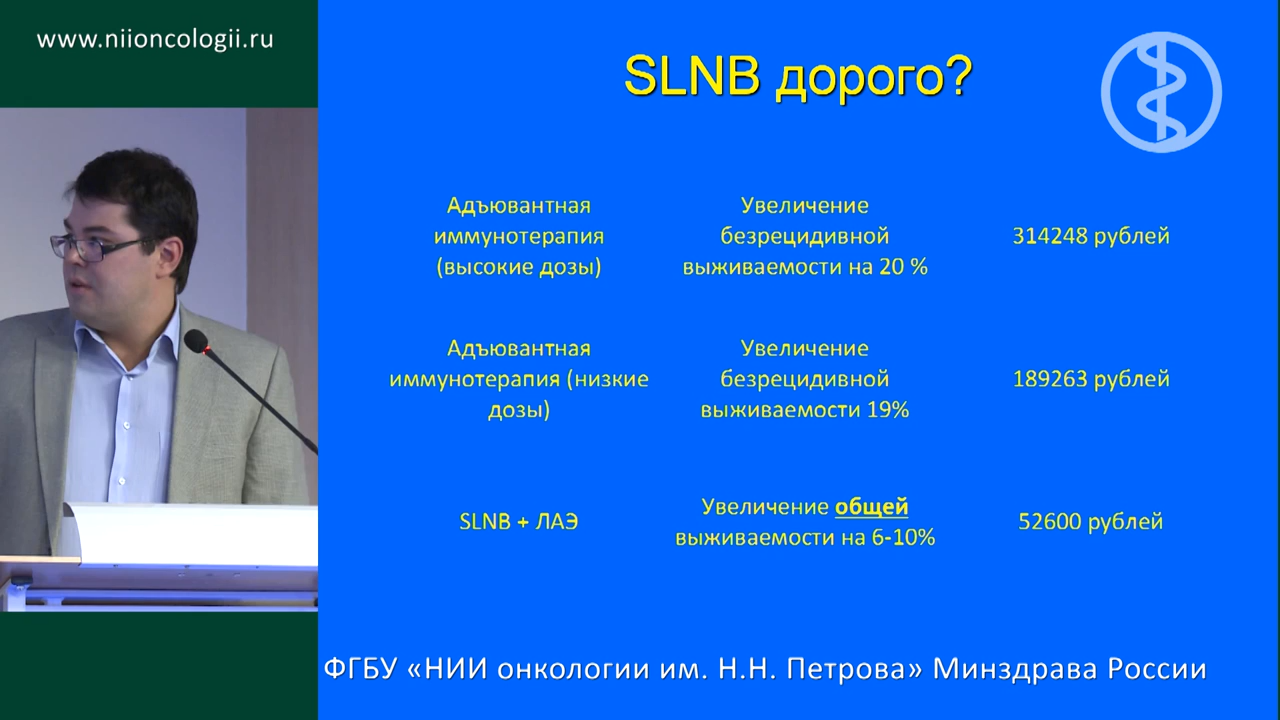 www.niioncologii.ru
SLNB дорого?
Адъювантная
иммунотерапия
(высокие дозы)
Увеличение
безрецидивной
выживаемости на 20 %
314248 рублей
Адъювантная
иммунотерапия (низкие
дозы)
Увеличение
безрецидивной
выживаемости 19%
189263 рублей
SLNB + ЛАЭ
Увеличение общей
выживаемости на 6-10%
52600 рублей
ФГБУ «НИИ онкологии им. Н.Н. Петрова» Минздрава России